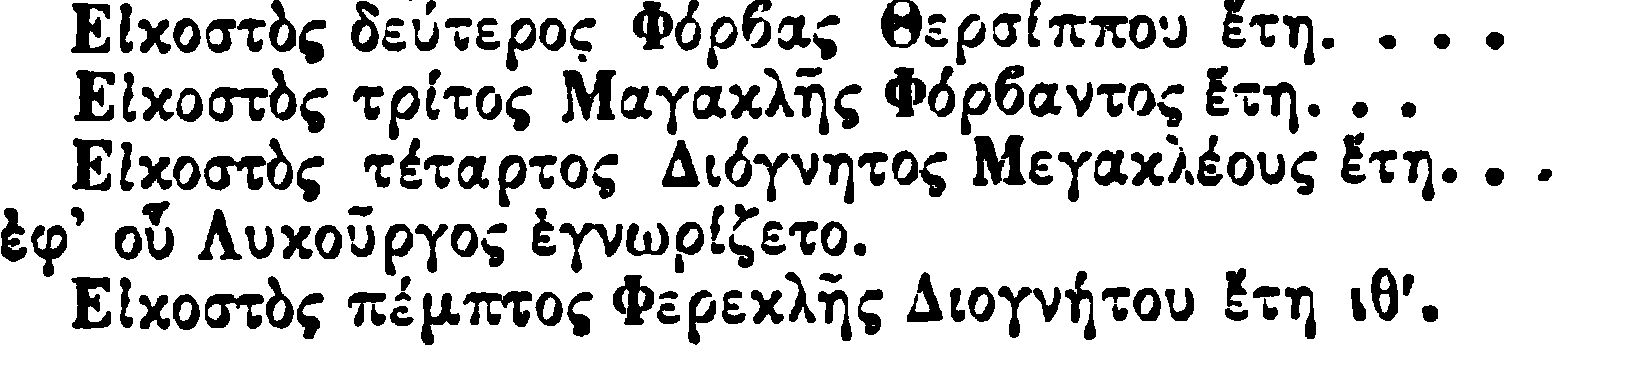 Εἰκοστὸς δεύτερος Φόρβας Θερσίππου ἔτη. . . .
Εἰκοστὸς τρίτος Μαγακλῆς Φόρβαντος ἔτη. . .
Εἰκοστὸς τέταρτος Διόγνητος Μεγακλέους ἔτη. . .
ἐφ' οὗ Λυκοῦργος ἐγνωρίζετο.
Εἰκοστὸς πέμπτος Φερεκλῆς Διογνήτου ἔτη ιθ'.